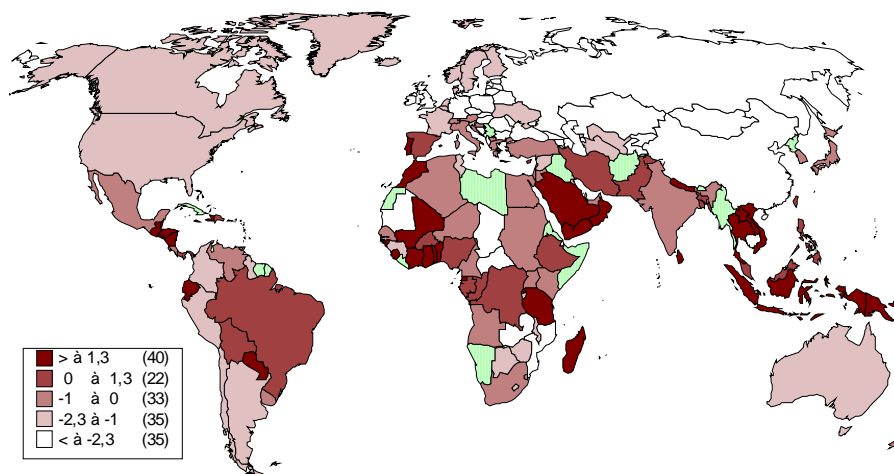 > à 1,3 (40)
0 à 1,3 (22)
-1 à 0 (33)
-2,3 à -1 (35)
< à -2,3 (35)